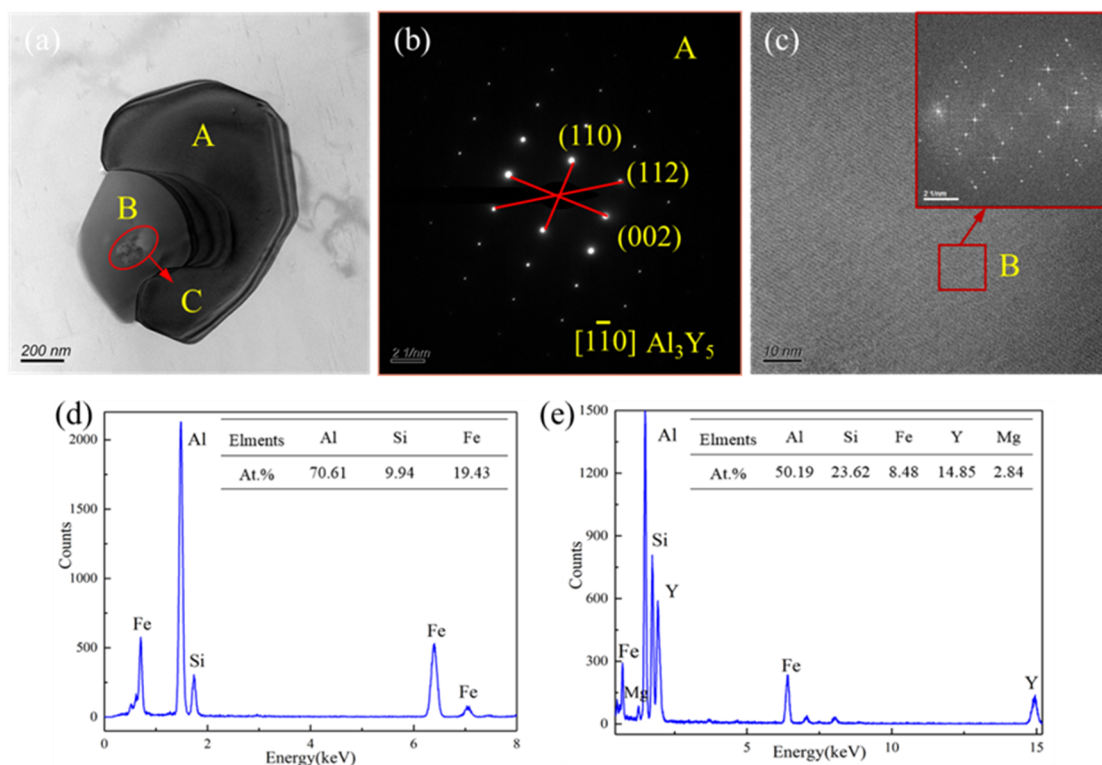 (a)
A
B
C
200 nm
(b)
A
(110)
(112)
(002)
2 1/nm
[11̄0] Al₃Y₅
(c)
2 1/nm
B
10 nm
(d)
Elments Al Si Fe
At.% 70.61 9.94 19.43
2000
1500
1000
500
0
Counts
Fe
Al
Si
Fe
Fe
0 2 4 6 8
Energy(keV)
(e)
Elments Al Si Fe Y Mg
At.% 50.19 23.62 8.48 14.85 2.84
1500
1200
900
600
300
0
Counts
Al
Si
Y
Fe
Mg
Fe
Y
5 10 15
Energy(keV)